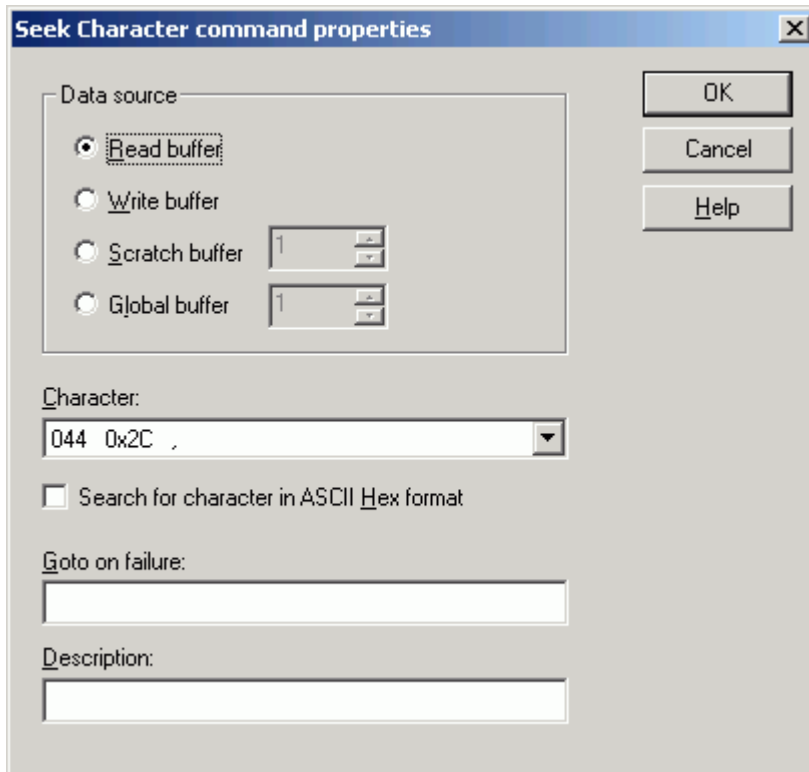 Seek Character command properties
Data source
OK
Read buffer
Cancel
Write buffer
Help
Scratch buffer 1
Global buffer 1
Character:
044 0x2C ,
Search for character in ASCII Hex format
Goto on failure:
Description: